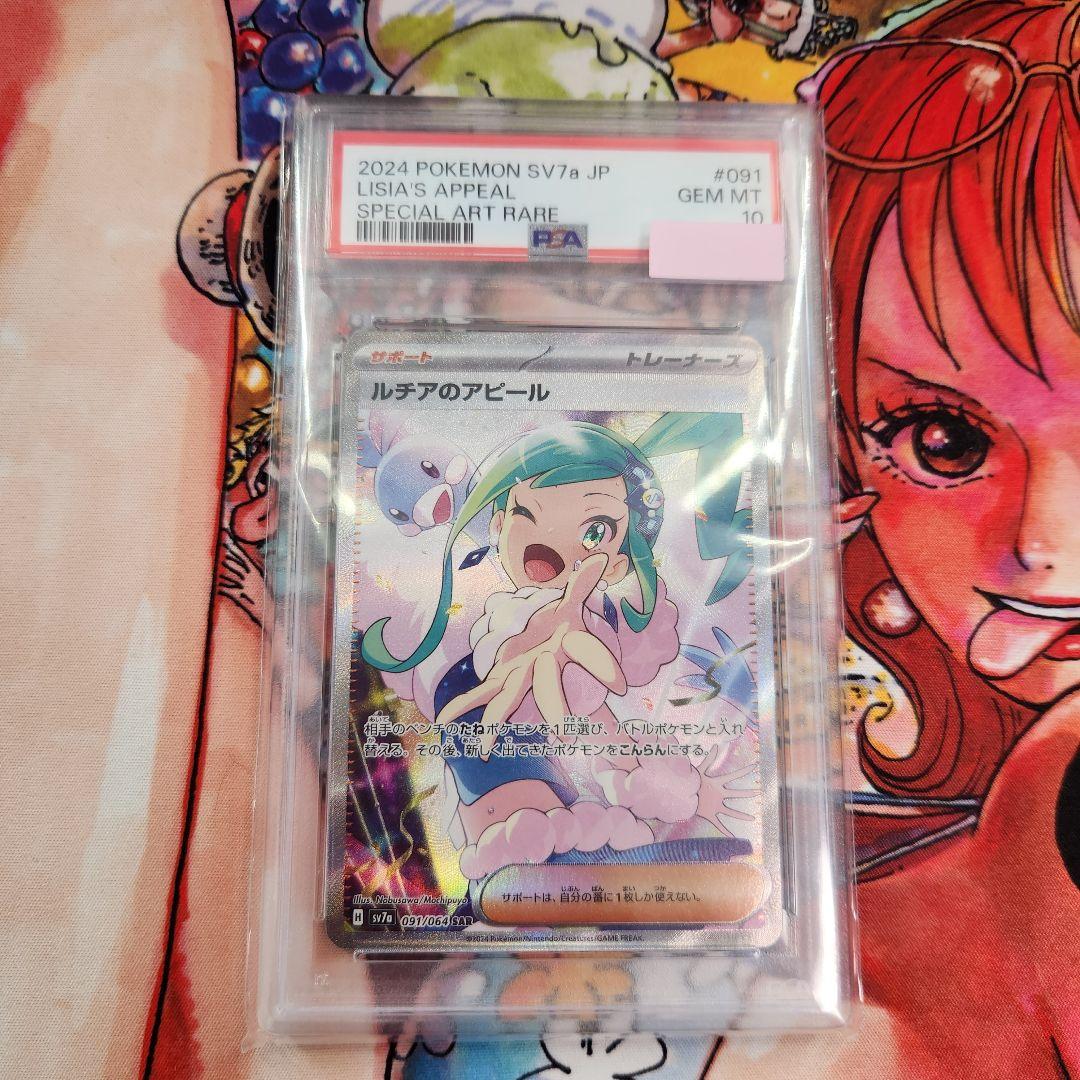 2024 POKEMON SV7a JP #091
LISIA'S APPEAL GEM MT
SPECIAL ART RARE 10
PSA
サポート トレーナーズ
ルチアのアピール
相手のベンチのたねポケモンを1匹選び、バトルポケモンと入れ
替える。その後、新しく出てきたポケモンをこんらんにする。
サポートは、自分の番に1枚しか使えない。
Illus. Nobusawa/Mochipuyo
H sv7a 091/064 SAR
©2024 Pokémon/Nintendo/Creatures/GAME FREAK.